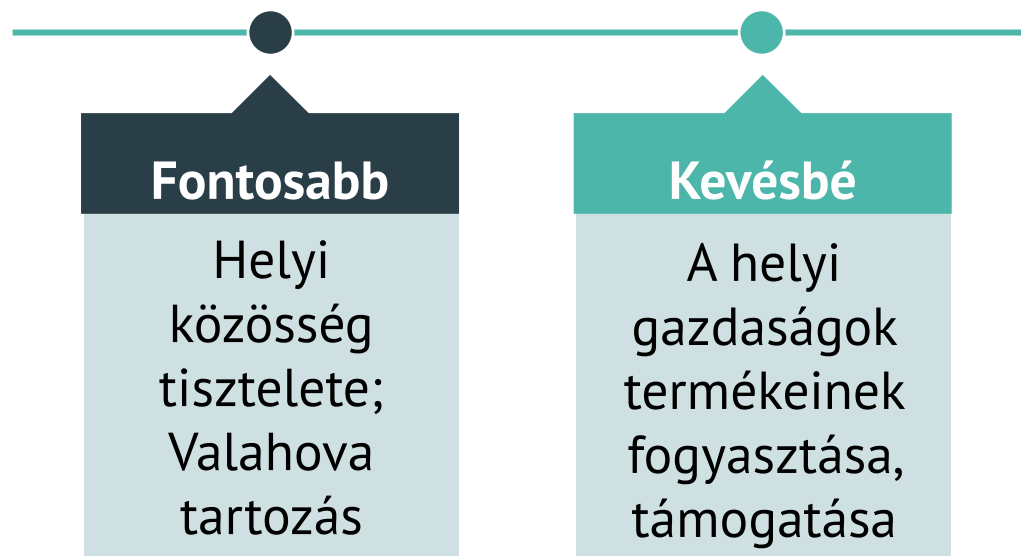 Fontosabb
Helyi
közösség
tisztelete;
Valahova
tartozás
Kevésbé
A helyi
gazdaságok
termékeinek
fogyasztása,
támogatása